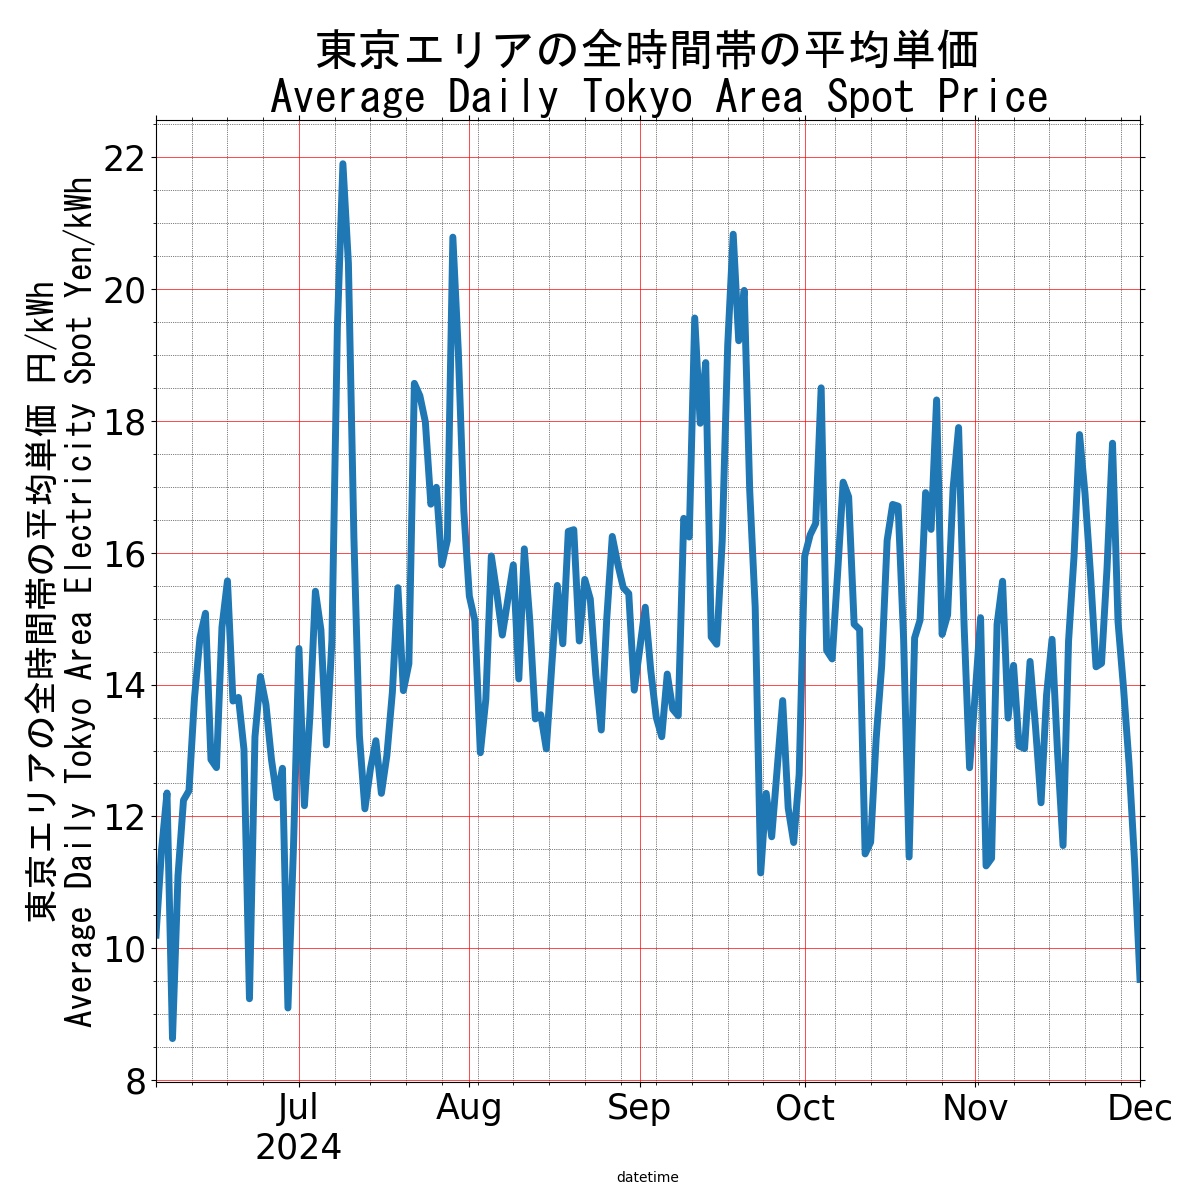 東京エリアの全時間帯の平均単価
Average Daily Tokyo Area Spot Price
東京エリアの全時間帯の平均単価 円/kWh
Average Daily Tokyo Area Electricity Spot Yen/kWh
22
20
18
16
14
12
10
8
Jul Aug Sep Oct Nov Dec
2024
datetime